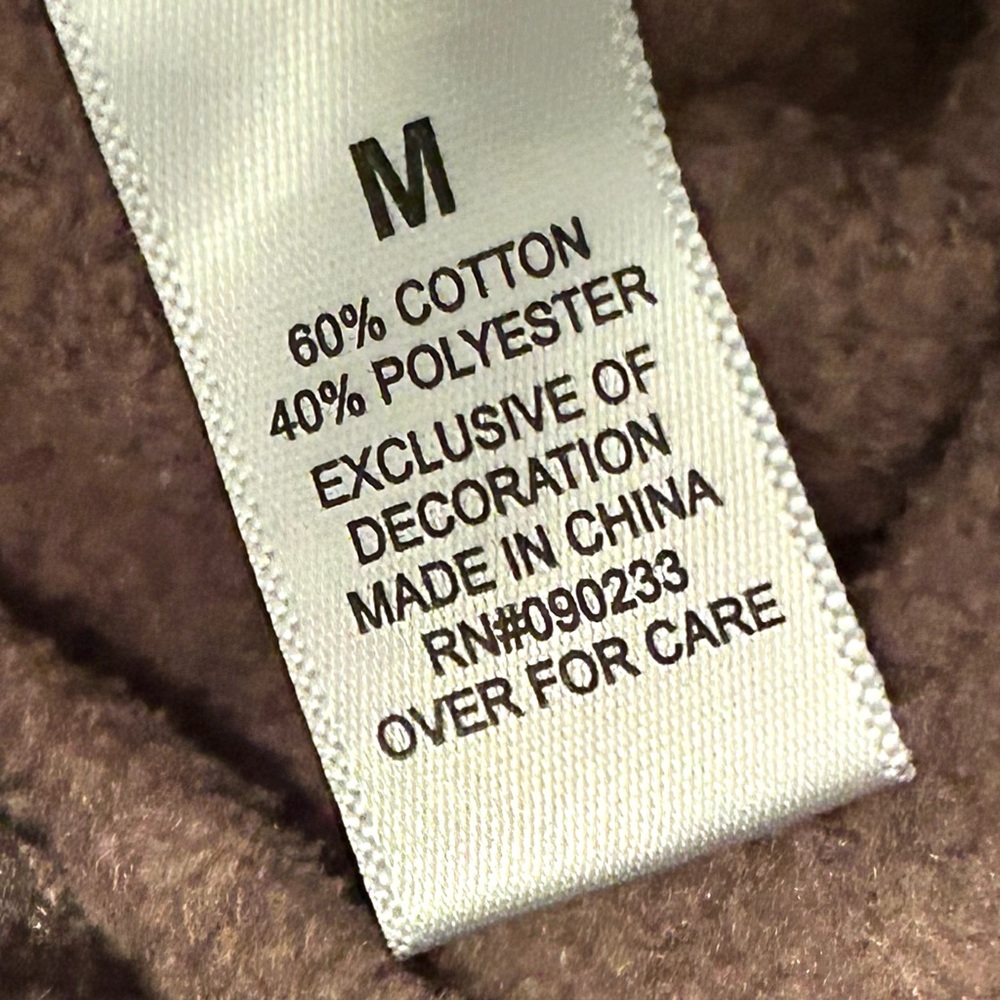 M
60% COTTON
40% POLYESTER
EXCLUSIVE OF
DECORATION
MADE IN CHINA
RN#090233
OVER FOR CARE